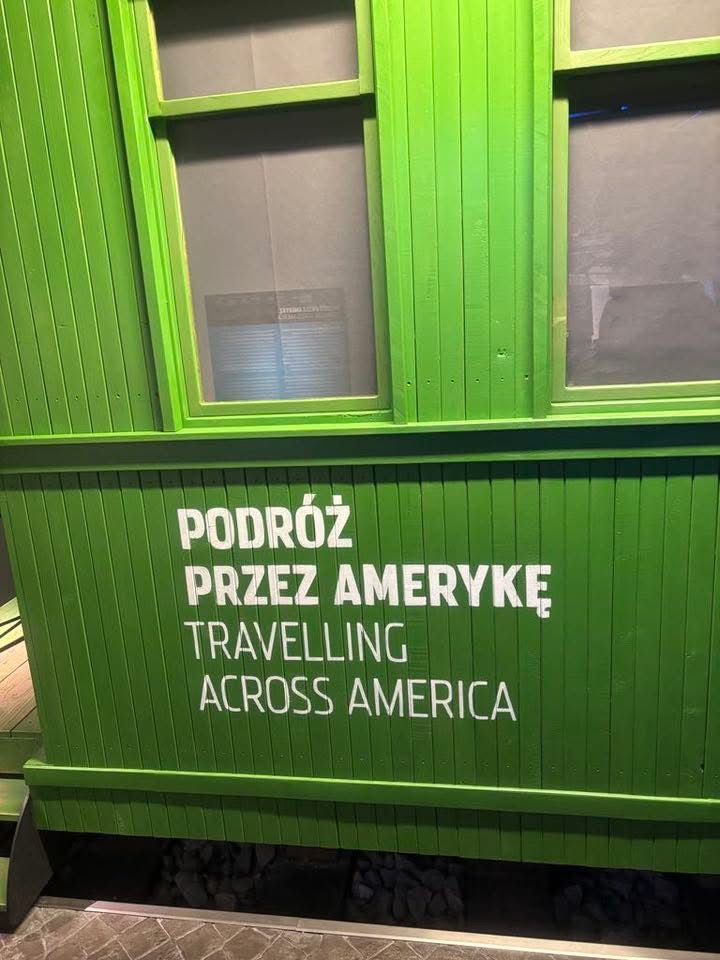 PODRÓŻ
PRZEZ AMERYKĘ
TRAVELLING
ACROSS AMERICA